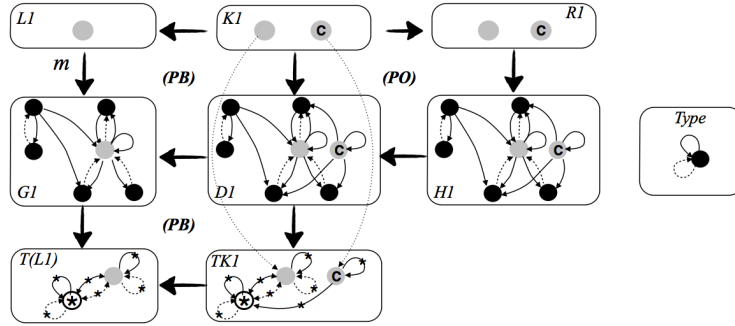 L1
K1
C
R1
C
m
(PB)
(PO)
G1
D1
C
H1
C
Type
(PB)
T(L1)
* * * * * * *
TK1
C
* * * * * * * * *